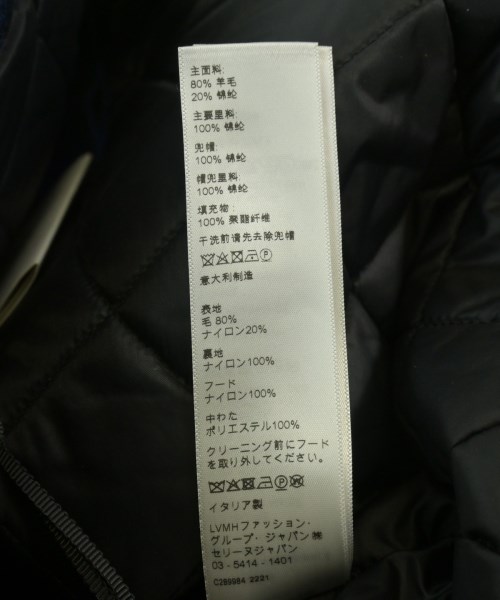 主面料:
80% 羊毛
20% 锦纶
主要里料:
100% 锦纶
兜帽:
100% 锦纶
帽兜里料:
100% 锦纶
填充物:
100% 聚酯纤维
干洗前请先去除兜帽
意大利制造
表地
毛 80%
ナイロン20%
裏地
ナイロン100%
フード
ナイロン100%
中わた
ポリエステル100%
クリーニング前にフード
を取り外してください。
イタリア製
LVMHファッション・
グループ・ジャパン㈱
セリーヌジャパン
03 - 5414 - 1401
C289984 2221